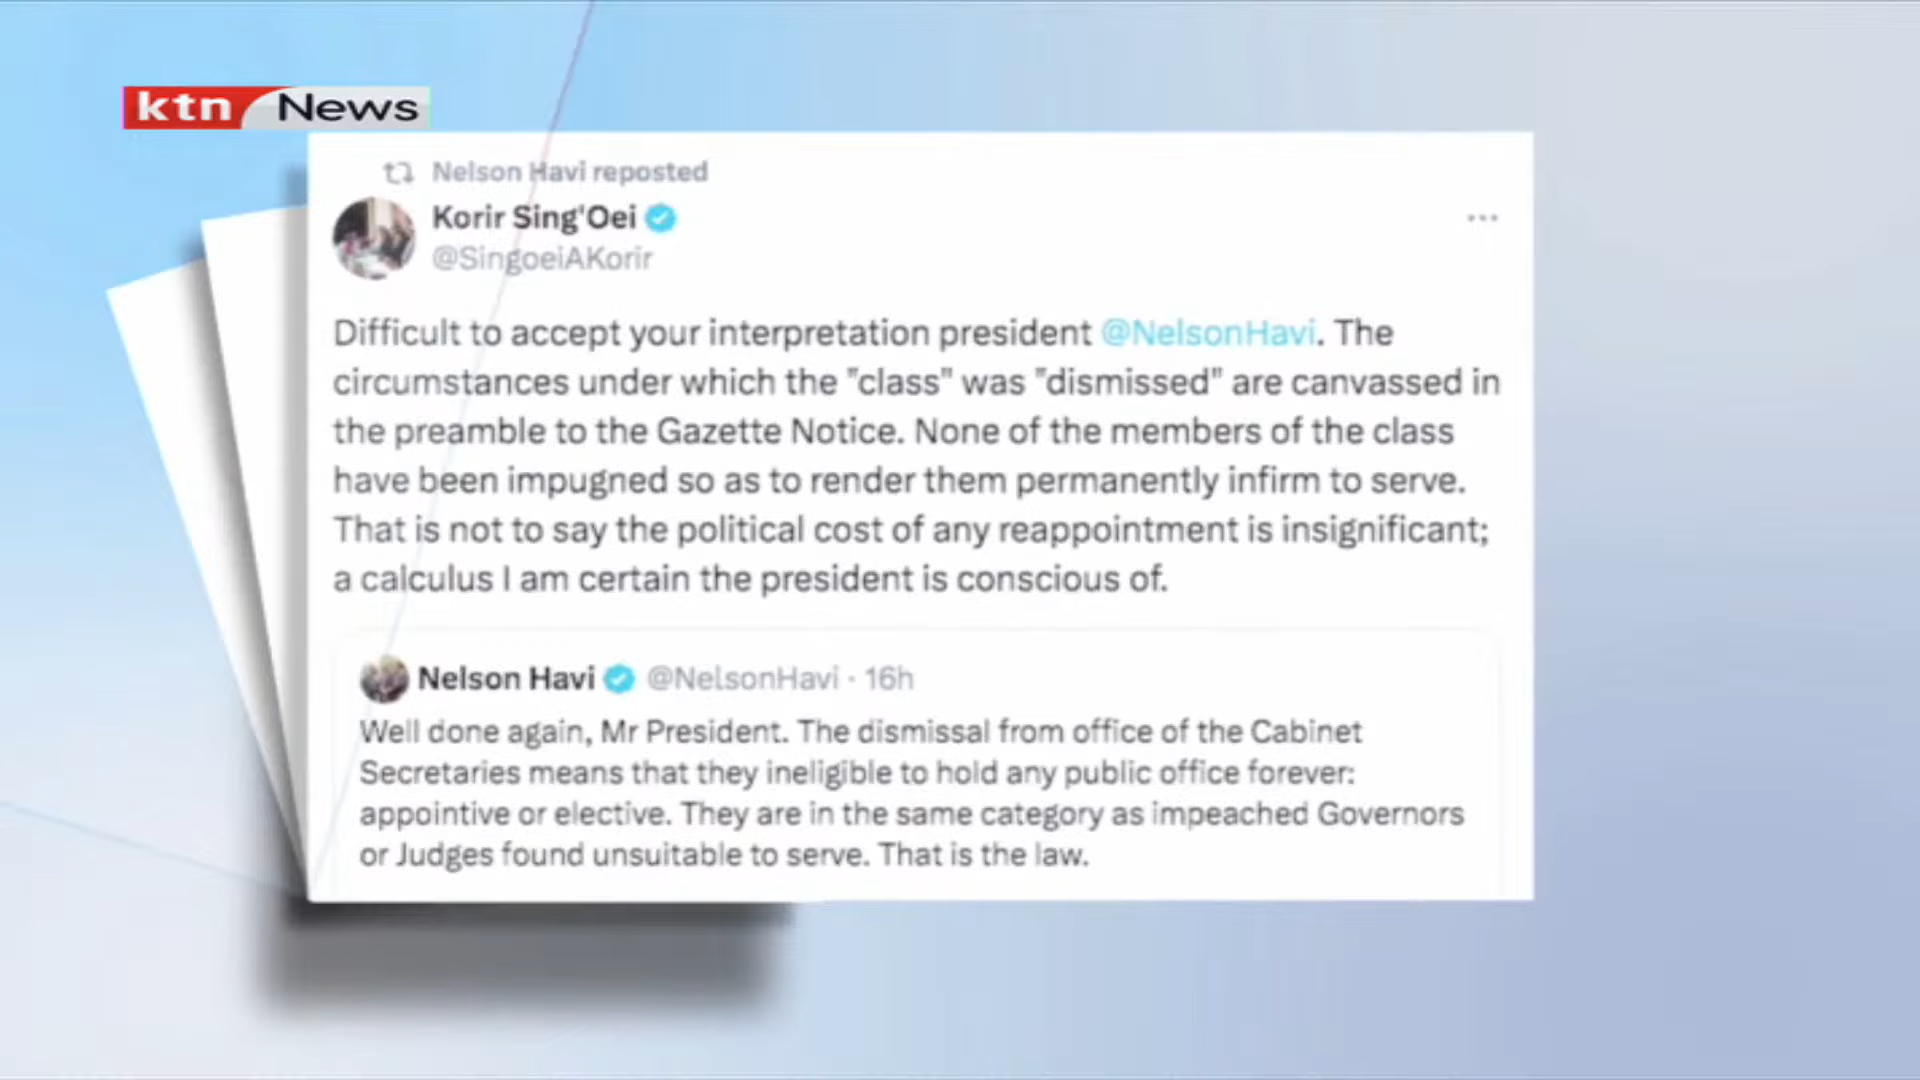 ktn News
Nelson Havi reposted
Korir Sing'Oei
@SingoeiAKorir
Difficult to accept your interpretation president @NelsonHavi. The
circumstances under which the "class" was "dismissed" are canvassed in
the preamble to the Gazette Notice. None of the members of the class
have been impugned so as to render them permanently infirm to serve.
That is not to say the political cost of any reappointment is insignificant;
a calculus I am certain the president is conscious of.
Nelson Havi @NelsonHavi · 16h
Well done again, Mr President. The dismissal from office of the Cabinet
Secretaries means that they ineligible to hold any public office forever:
appointive or elective. They are in the same category as impeached Governors
or Judges found unsuitable to serve. That is the law.